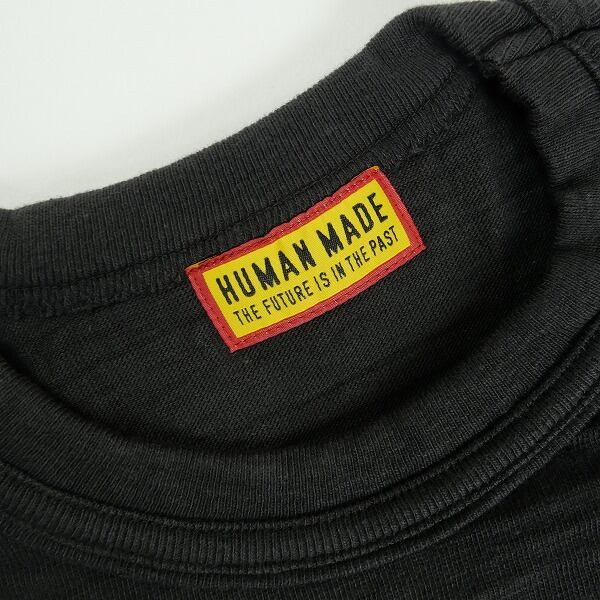 HUMAN MADE
THE FUTURE IS IN THE PAST